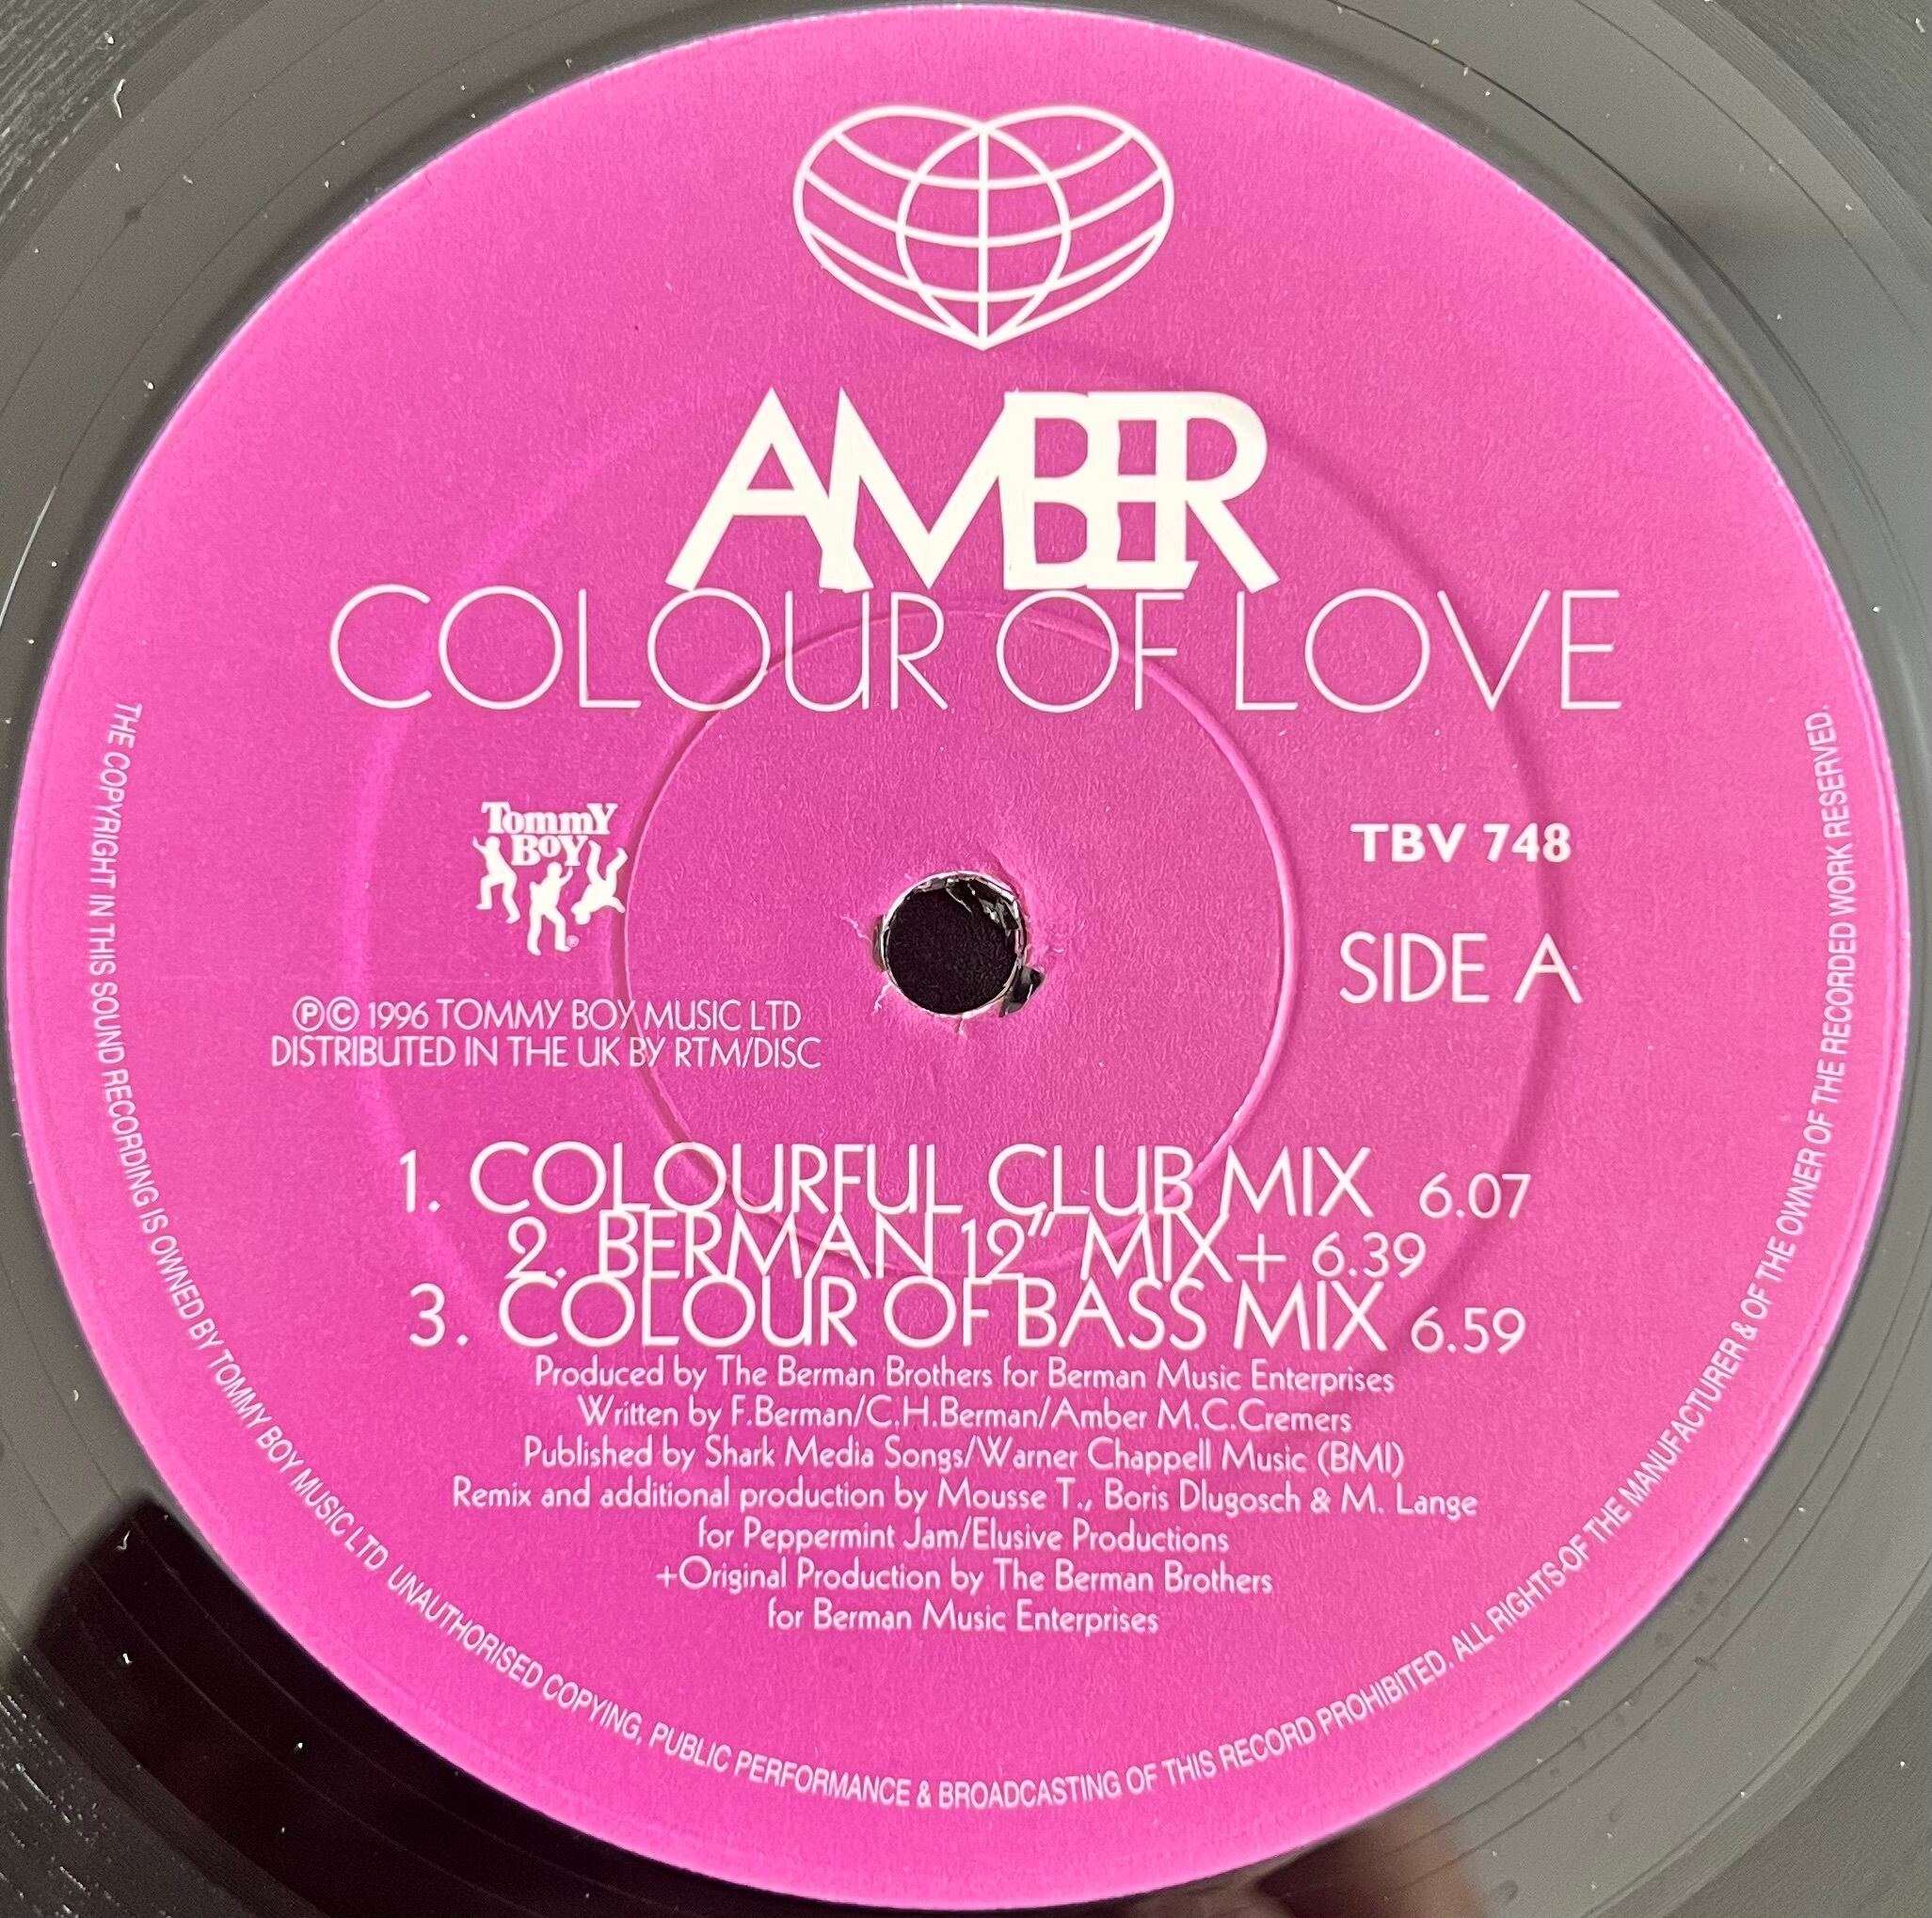 AMBER
COLOUR OF LOVE
Tommy
Boy
®
TBV 748
SIDE A
℗© 1996 TOMMY BOY MUSIC LTD
DISTRIBUTED IN THE UK BY RTM/DISC
1. COLOURFUL CLUB MIX 6.07
2. BERMAN 12" MIX+ 6.39
3. COLOUR OF BASS MIX 6.59
Produced by The Berman Brothers for Berman Music Enterprises
Written by F.Berman/C.H.Berman/Amber M.C.Cremers
Published by Shark Media Songs/Warner Chappell Music (BMI)
Remix and additional production by Mousse T., Boris Dlugosch & M. Lange
for Peppermint Jam/Elusive Productions
+Original Production by The Berman Brothers
for Berman Music Enterprises
THE COPYRIGHT IN THIS SOUND RECORDING IS OWNED BY TOMMY BOY MUSIC LTD UNAUTHORISED COPYING, PUBLIC PERFORMANCE & BROADCASTING OF THIS RECORD PROHIBITED. ALL RIGHTS-OF THE MANUFACTURER & OF THE OWNER OF THE RECORDED WORK RESERVED.